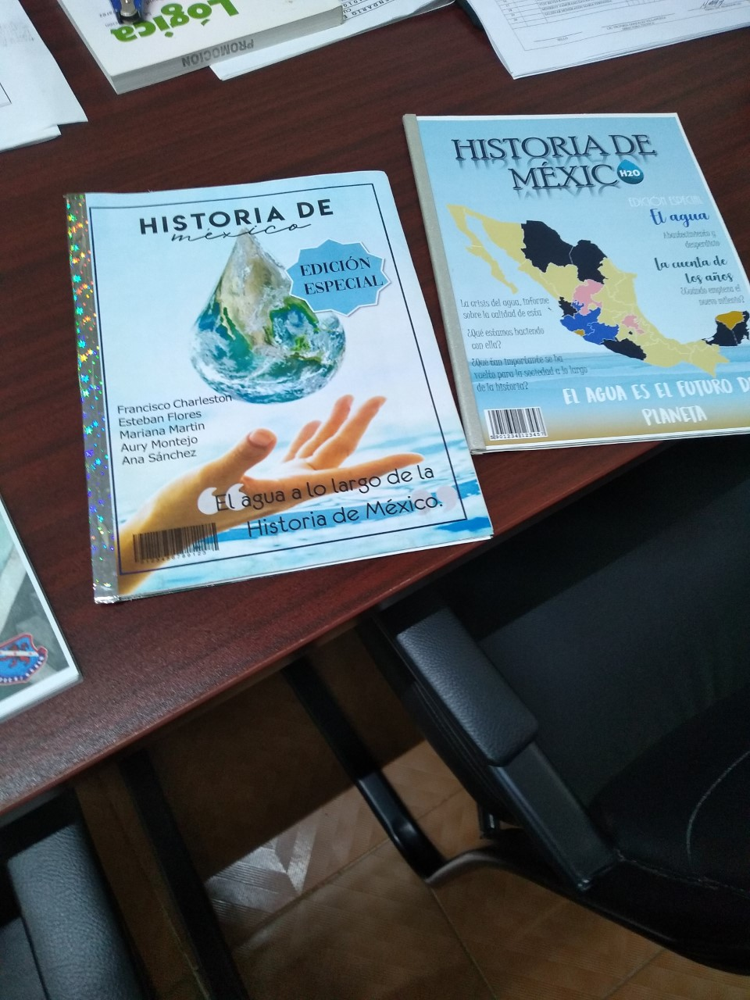 Lógica
PROMOCION
HISTORIA DE
méxico
EDICIÓN
ESPECIAL
Francisco Charleston
Esteban Flores
Mariana Martin
Aury Montejo
Ana Sánchez
“El agua a lo largo de la
Historia de México.”
HISTORIA DE
MÉXICO
H2O
EDICIÓN ESPECIAL
El agua
Abastecimiento y
desperdicio
la cuenta de
los años
¿Cuándo empieza el
La crisis del agua, informe
sobre la calidad de esta
¿Qué estamos haciendo
con ella?
¿Qué tan importante se ha
vuelto para la sociedad a lo largo
de la historia?
EL AGUA ES EL FUTURO DE
PLANETA
5901234123457